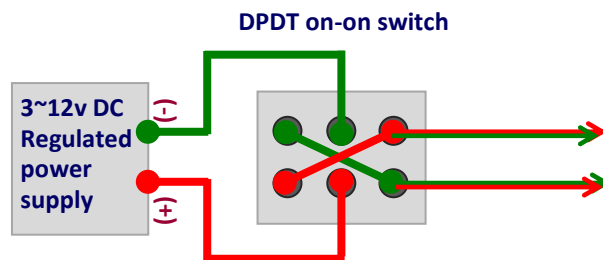 DPDT on-on switch
3~12v DC
Regulated
power
supply
(-)
(+)